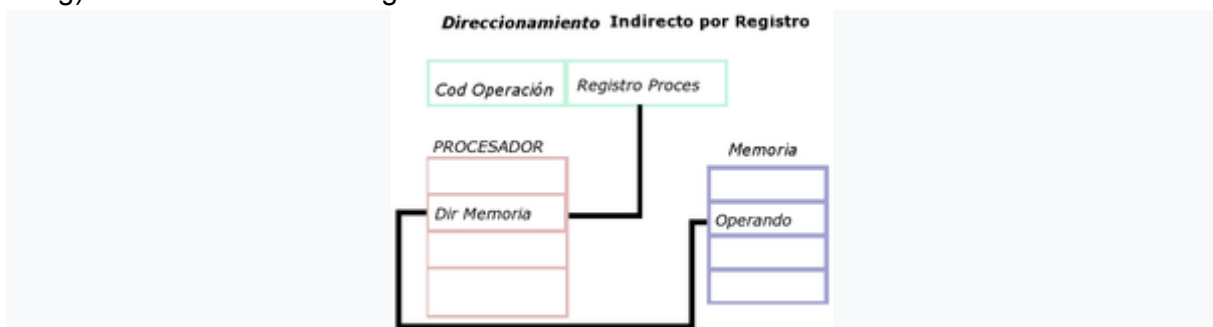 Direccionamiento Indirecto por Registro
Cod Operación
Registro Proces
PROCESADOR
Memoria
Dir Memoria
Operando